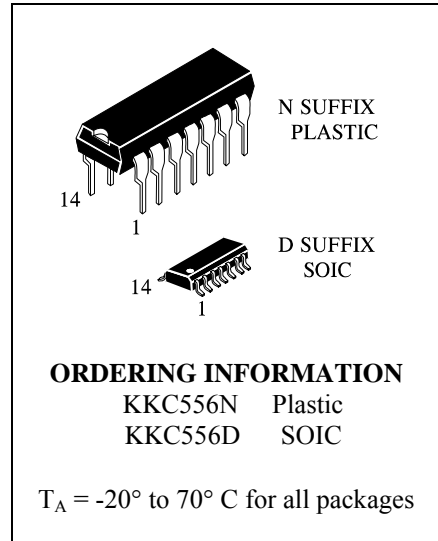 N SUFFIX
PLASTIC
14
1
D SUFFIX
SOIC
14
1
ORDERING INFORMATION
KKC556N Plastic
KKC556D SOIC
TA = -20° to 70° C for all packages